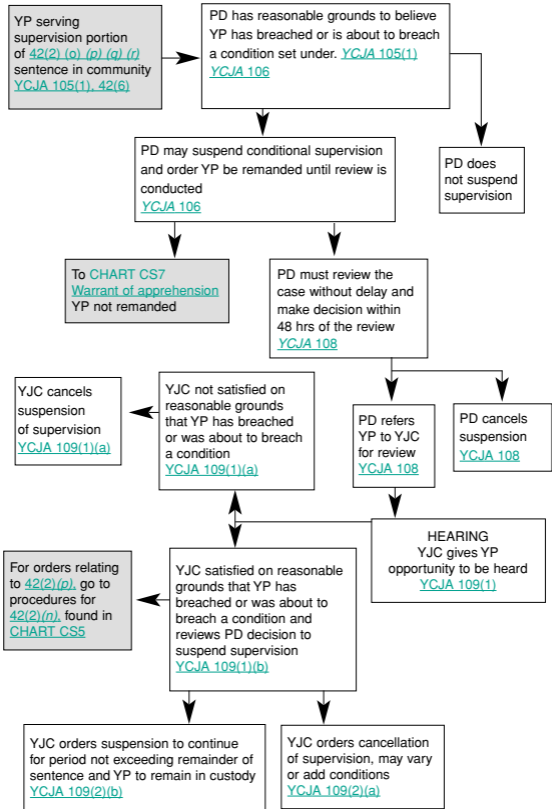 YP serving
supervision portion
of 42(2) (o) (p) (q) (r)
sentence in community
YCJA 105(1), 42(6)
PD has reasonable grounds to believe
YP has breached or is about to breach
a condition set under. YCJA 105(1)
YCJA 106
PD may suspend conditional supervision
and order YP be remanded until review is
conducted
YCJA 106
PD does
not suspend
supervision
To CHART CS7
Warrant of apprehension
YP not remanded
PD must review the
case without delay and
make decision within
48 hrs of the review
YCJA 108
YJC cancels
suspension
of supervision
YCJA 109(1)(a)
YJC not satisfied on
reasonable grounds
that YP has breached
or was about to breach
a condition
YCJA 109(1)(a)
PD refers
YP to YJC
for review
YCJA 108
PD cancels
suspension
YCJA 108
HEARING
YJC gives YP
opportunity to be heard
YCJA 109(1)
For orders relating
to 42(2)(p), go to
procedures for
42(2)(n), found in
CHART CS5
YJC satisfied on reasonable
grounds that YP has
breached or was about to
breach a condition and
reviews PD decision to
suspend supervision
YCJA 109(1)(b)
YJC orders suspension to continue
for period not exceeding remainder of
sentence and YP to remain in custody
YCJA 109(2)(b)
YJC orders cancellation
of supervision, may vary
or add conditions
YCJA 109(2)(a)